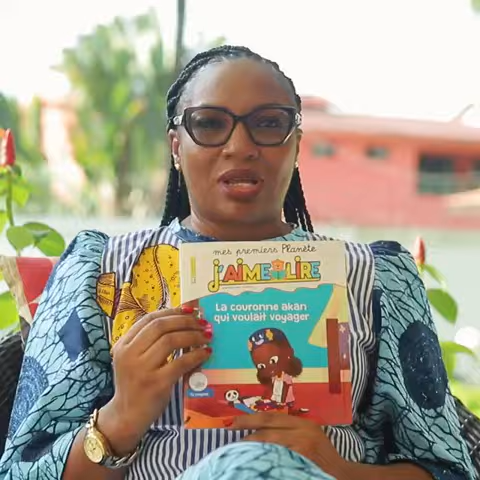 mes premiers Planète
j'AIME LIRE
La couronne akan
qui voulait voyager